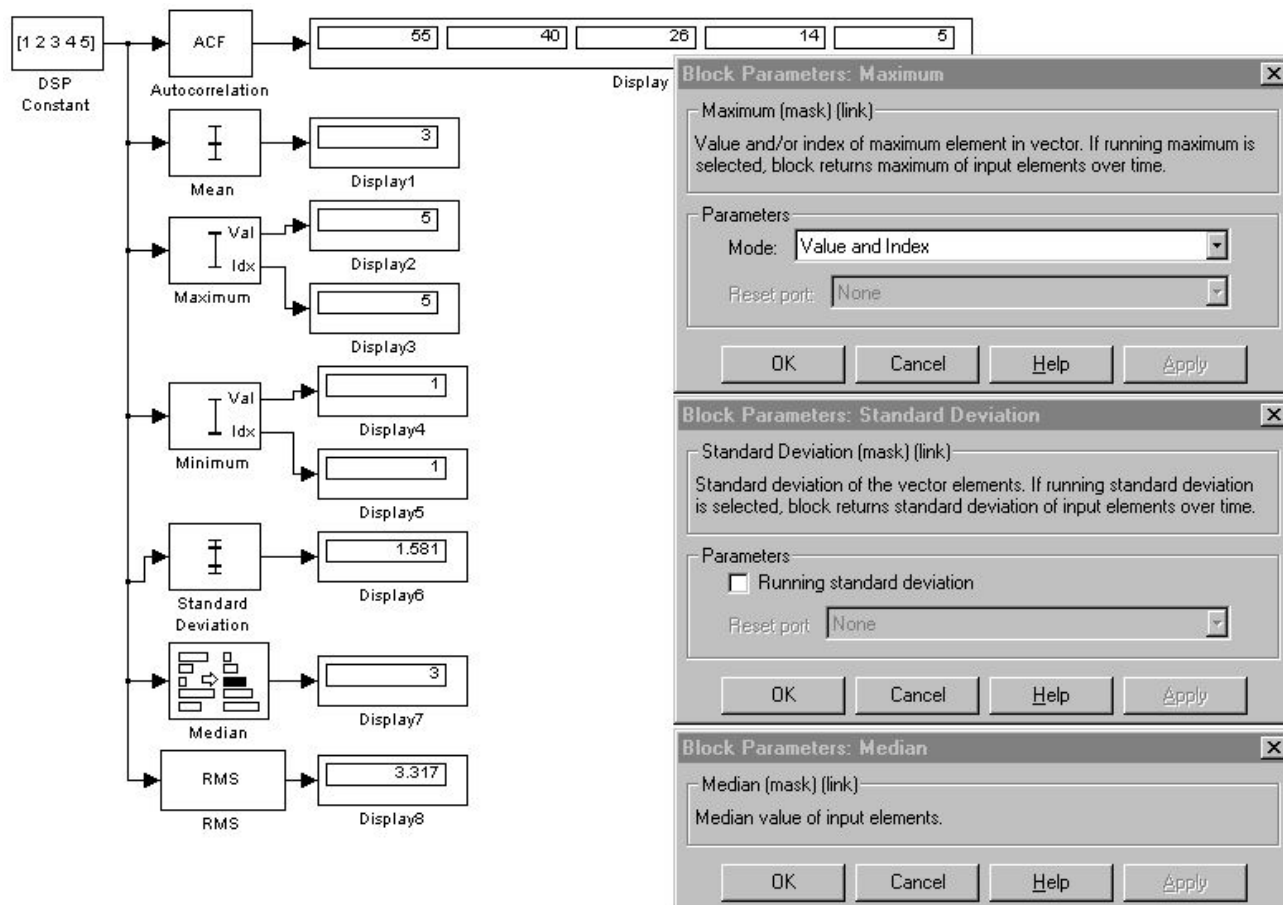 [1 2 3 4 5]
DSP
Constant
ACF
Autocorrelation
55 40 26 14 5
Display
Mean
3
Display1
Val
Idx
Maximum
5
Display2
5
Display3
Val
Idx
Minimum
1
Display4
1
Display5
Standard
Deviation
1.581
Display6
Median
3
Display7
RMS
RMS
3.317
Display8
Block Parameters: Maximum
Maximum (mask) (link)
Value and/or index of maximum element in vector. If running maximum is
selected, block returns maximum of input elements over time.
Parameters
Mode: Value and Index
Reset port: None
OK Cancel Help Apply
Block Parameters: Standard Deviation
Standard Deviation (mask) (link)
Standard deviation of the vector elements. If running standard deviation
is selected, block returns standard deviation of input elements over time.
Parameters
Running standard deviation
Reset port None
OK Cancel Help Apply
Block Parameters: Median
Median (mask) (link)
Median value of input elements.
OK Cancel Help Apply